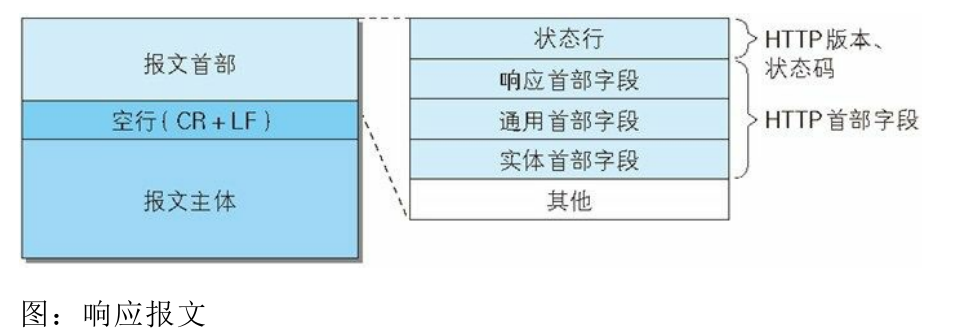 报文首部
空行(CR+LF)
报文主体
状态行
响应首部字段
通用首部字段
实体首部字段
其他
HTTP版本、
状态码
HTTP首部字段
图：响应报文